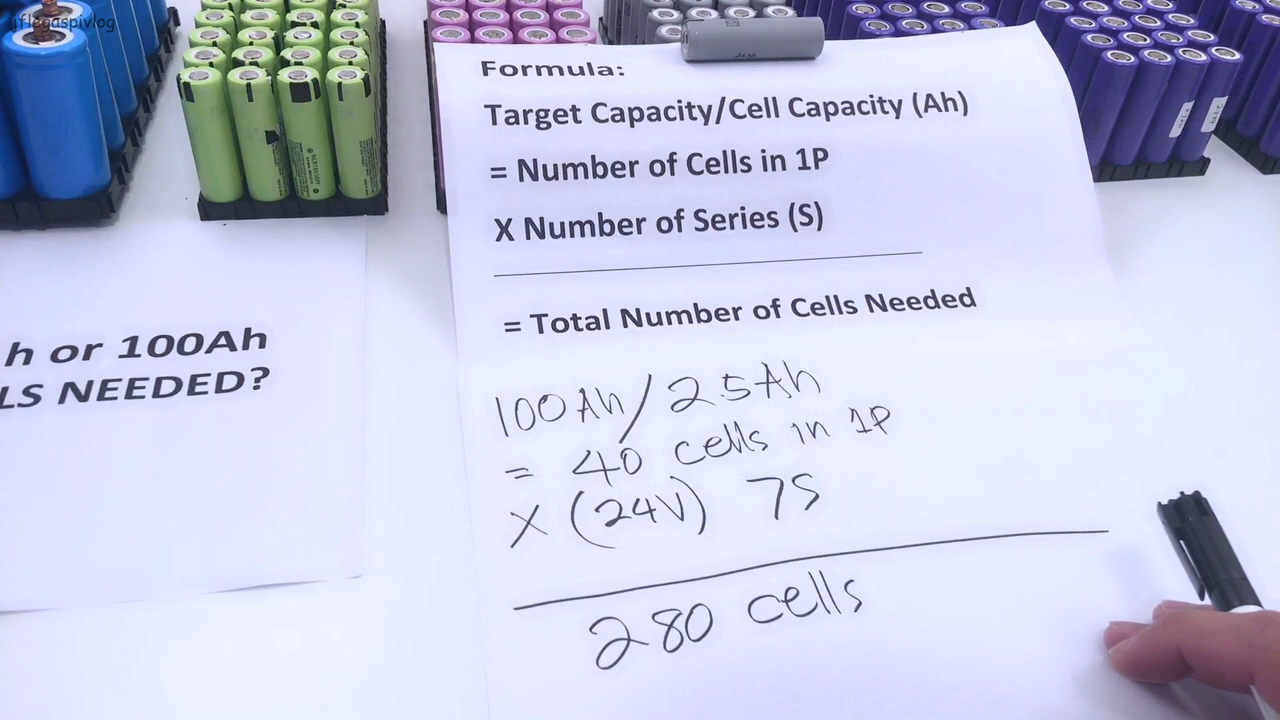 jflegaspivlog
Formula:
Target Capacity/Cell Capacity (Ah)
= Number of Cells in 1P
X Number of Series (S)
= Total Number of Cells Needed
h or 100Ah
LS NEEDED?
100Ah/2.5Ah
= 40 cells in 1P
X (24V) 7S
280 cells